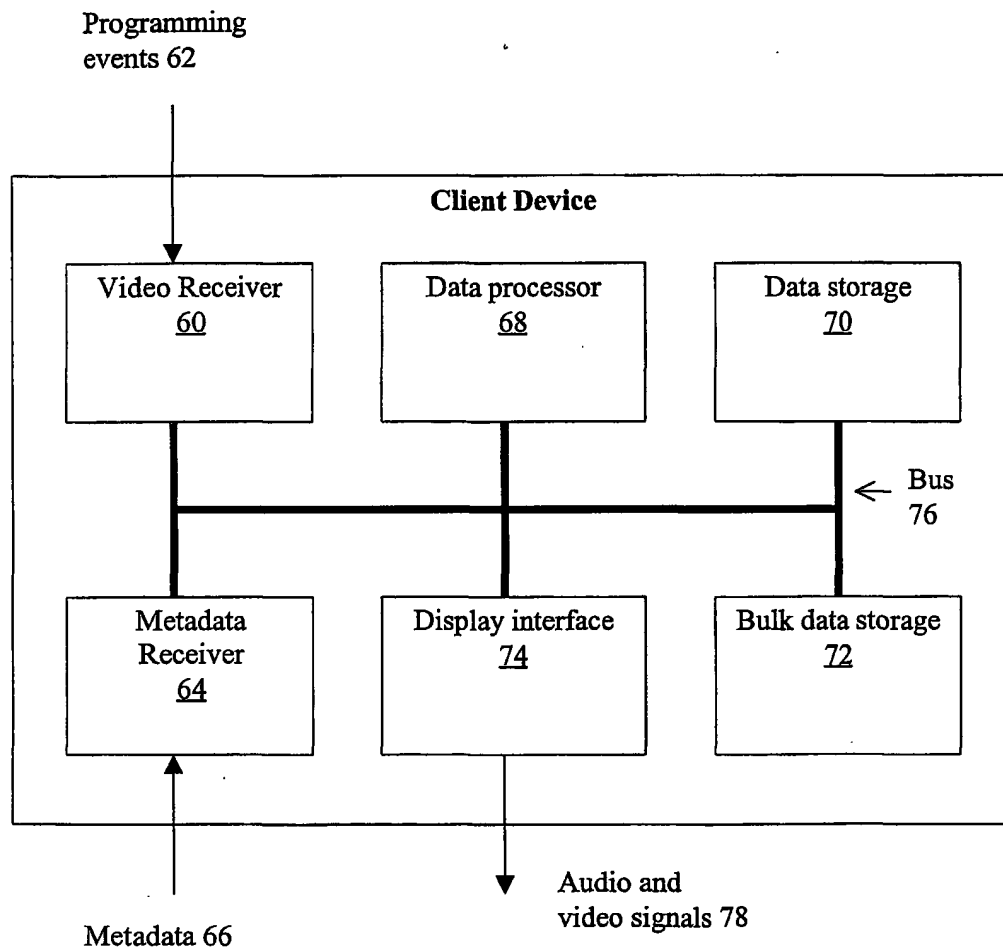 Programming
events 62
Client Device
Video Receiver
60
Data processor
68
Data storage
70
Bus
76
Metadata
Receiver
64
Display interface
74
Bulk data storage
72
Audio and
video signals 78
Metadata 66